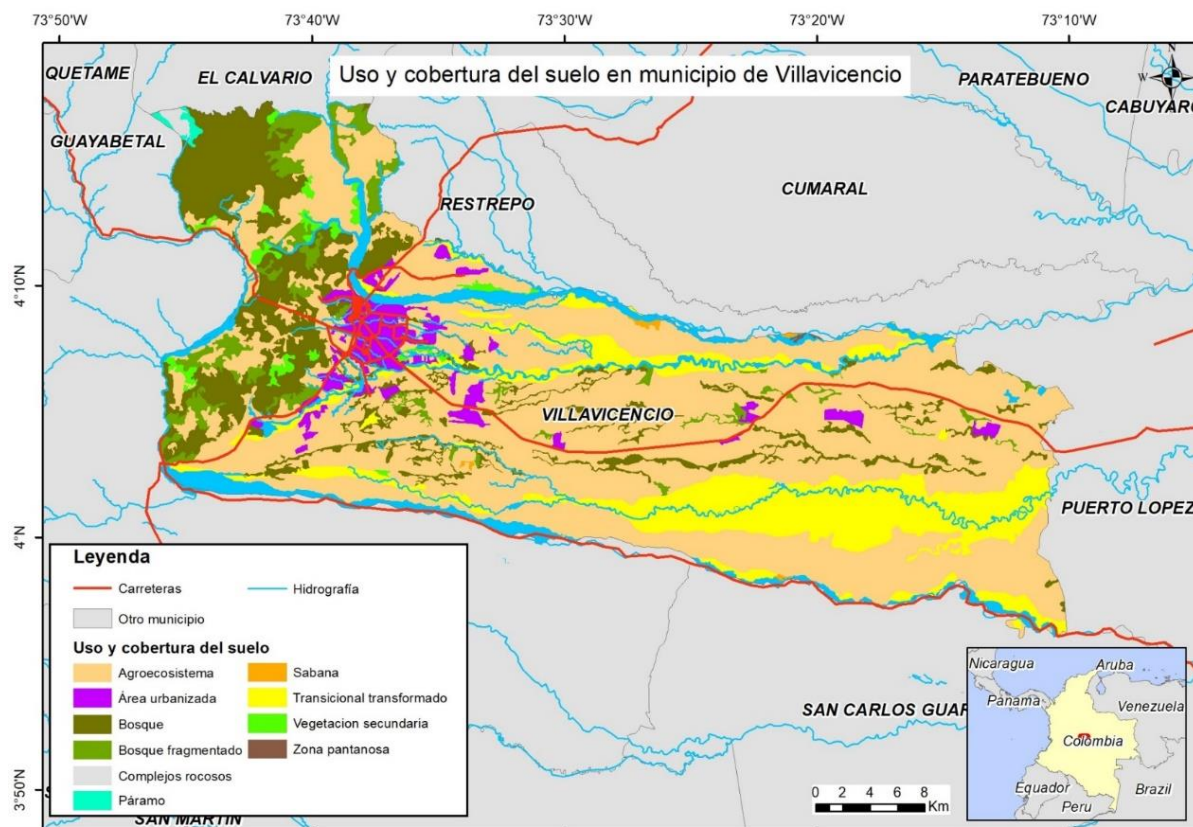 73°50'W 73°40'W 73°30'W 73°20'W 73°10'W
Uso y cobertura del suelo en municipio de Villavicencio
QUETAME
EL CALVARIO
PARATEBUENO
N
W
CABUYARO
GUAYABETAL
CUMARAL
RESTREPO
4°10'N
VILLAVICENCIO
PUERTO LOPEZ
4°N
Leyenda
Carreteras
Hidrografía
Otro municipio
Uso y cobertura del suelo
Agroecosistema
Sabana
Área urbanizada
Transicional transformado
Bosque
Vegetacion secundaria
Bosque fragmentado
Zona pantanosa
Complejos rocosos
Páramo
SAN CARLOS GUAR
0 2 4 6 8
Km
Nicaragua
Aruba
Panama
Venezuela
Colombia
Equador
Brazil
Peru
3°50'N
SAN MARTIN